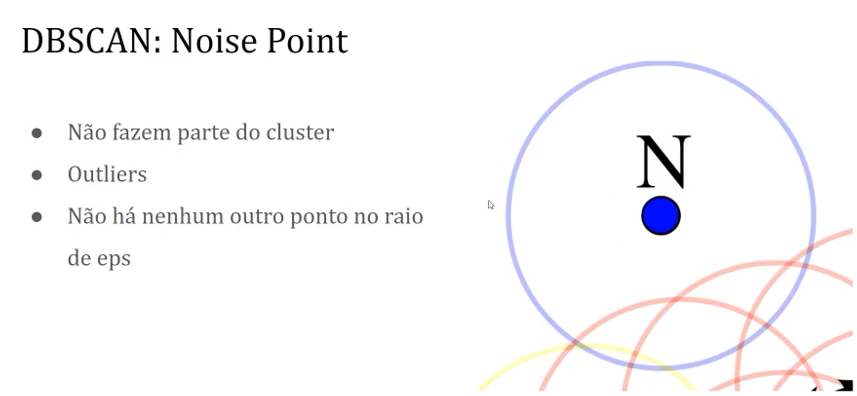 DBSCAN: Noise Point
● Não fazem parte do cluster
● Outliers
● Não há nenhum outro ponto no raio
de eps
N